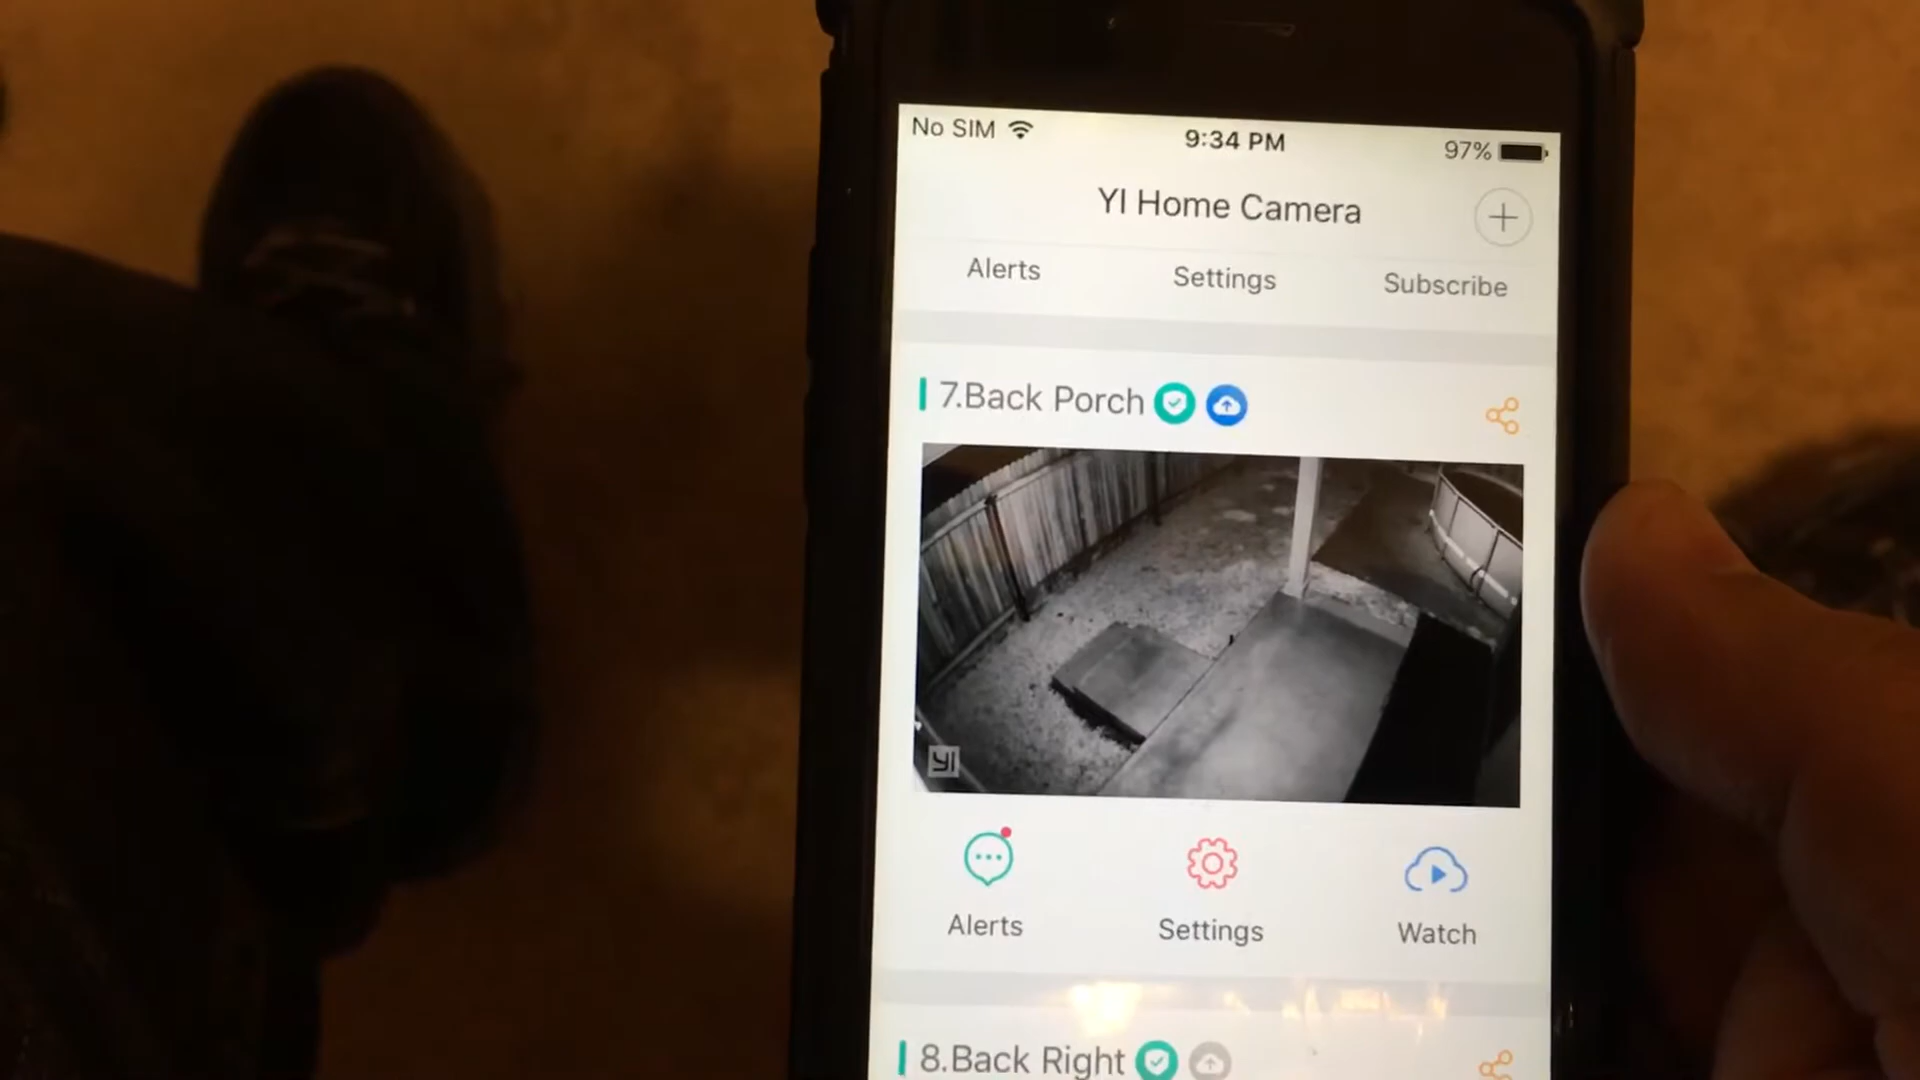 No SIM 9:34 PM 97%
YI Home Camera
Alerts Settings Subscribe
7.Back Porch
YI
Alerts Settings Watch
8.Back Right